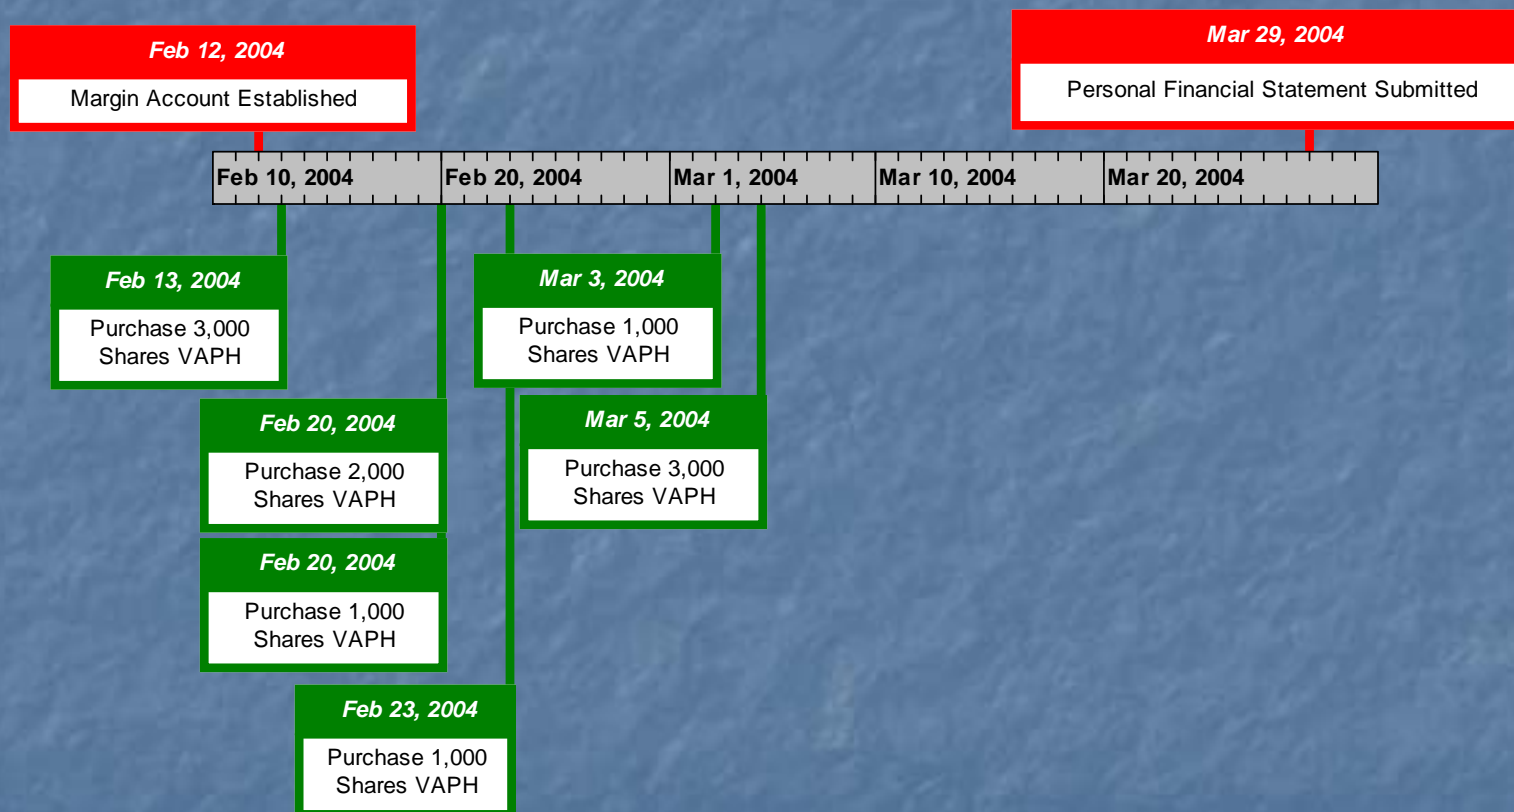 Feb 12, 2004
Margin Account Established
Mar 29, 2004
Personal Financial Statement Submitted
Feb 10, 2004
Feb 20, 2004
Mar 1, 2004
Mar 10, 2004
Mar 20, 2004
Feb 13, 2004
Purchase 3,000
Shares VAPH
Feb 20, 2004
Purchase 2,000
Shares VAPH
Feb 20, 2004
Purchase 1,000
Shares VAPH
Feb 23, 2004
Purchase 1,000
Shares VAPH
Mar 3, 2004
Purchase 1,000
Shares VAPH
Mar 5, 2004
Purchase 3,000
Shares VAPH